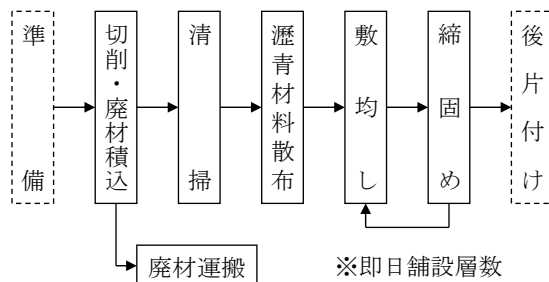 準備
切削・廃材積込
清掃
瀝青材料散布
敷均し
締固め
後片付け
廃材運搬
※即日舗設層数